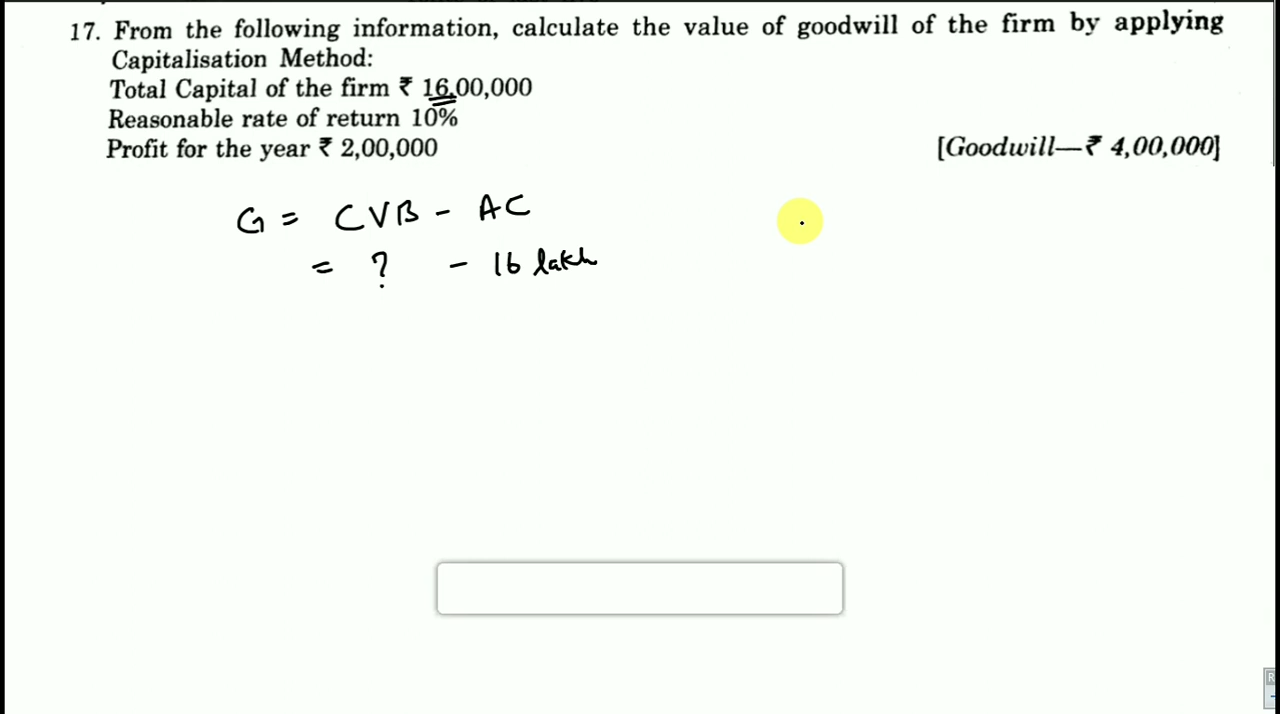 17. From the following information, calculate the value of goodwill of the firm by applying
Capitalisation Method:
Total Capital of the firm ₹ 16,00,000
Reasonable rate of return 10%
Profit for the year ₹ 2,00,000 [Goodwill—₹ 4,00,000]
G = CVB - AC
= ? - 16 lakh
R